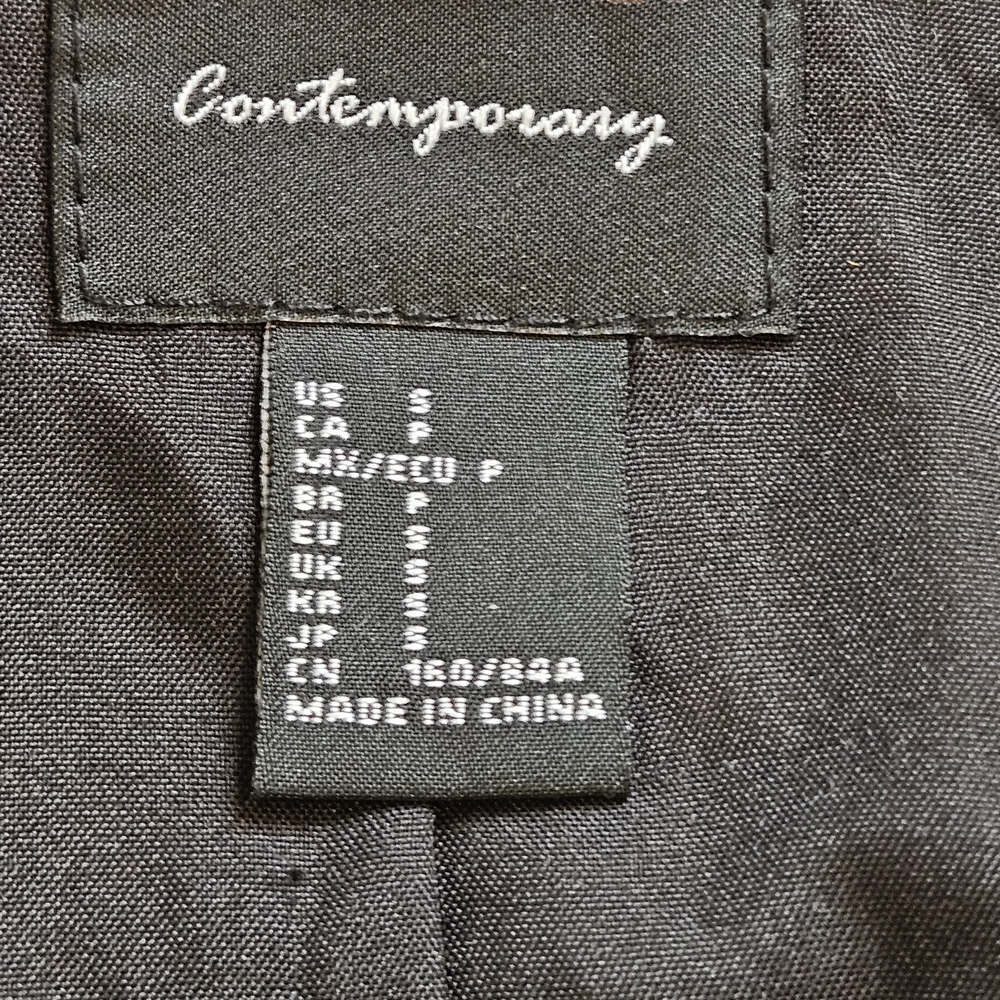 Contemporary
US S
CA P
MX/ECU P
BR P
EU S
UK S
KR S
JP S
CN 160/84A
MADE IN CHINA